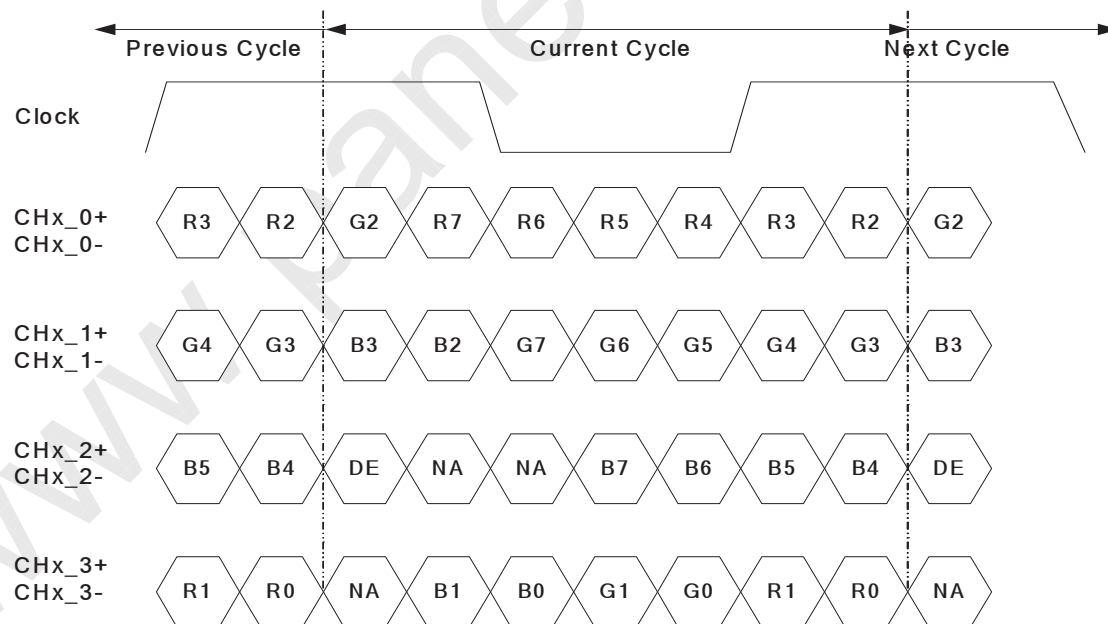 Previous Cycle Current Cycle Next Cycle
Clock
CHx_0+
CHx_0-
R3 R2 G2 R7 R6 R5 R4 R3 R2 G2
CHx_1+
CHx_1-
G4 G3 B3 B2 G7 G6 G5 G4 G3 B3
CHx_2+
CHx_2-
B5 B4 DE NA NA B7 B6 B5 B4 DE
CHx_3+
CHx_3-
R1 R0 NA B1 B0 G1 G0 R1 R0 NA
www.pane